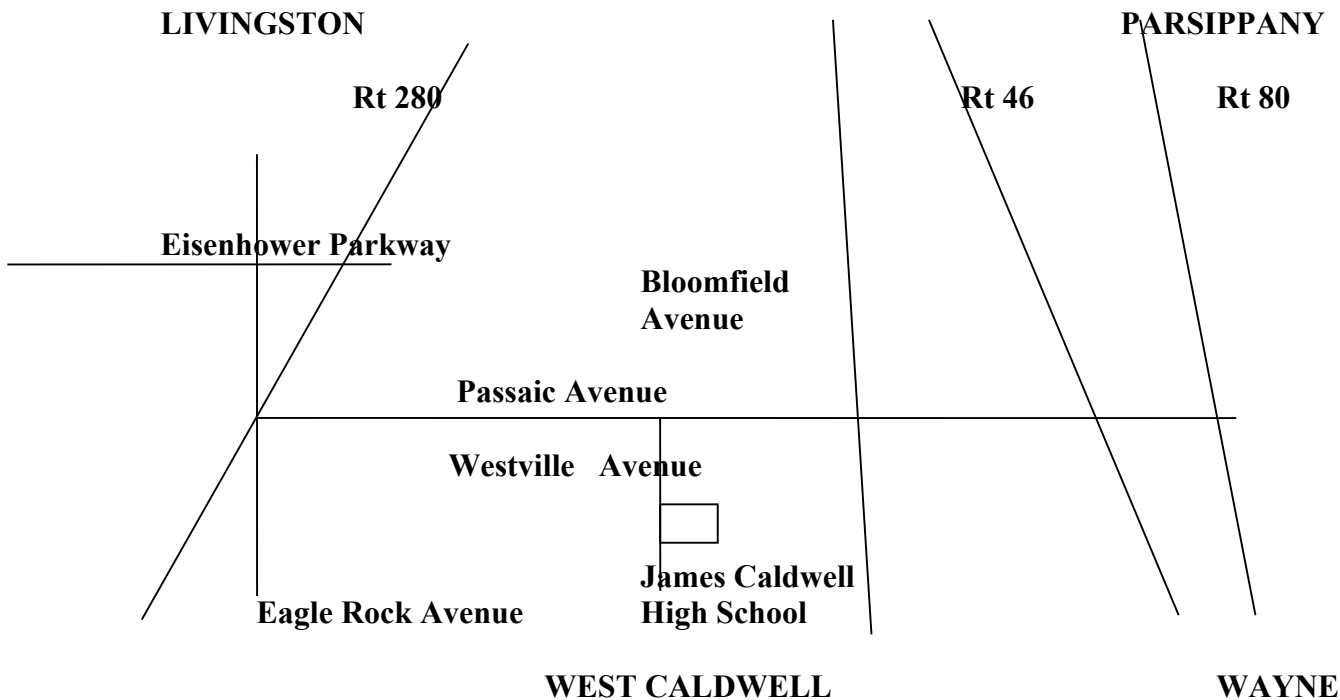 LIVINGSTON
PARSIPPANY
Rt 280
Rt 46
Rt 80
Eisenhower Parkway
Bloomfield
Avenue
Passaic Avenue
Westville Avenue
James Caldwell
High School
Eagle Rock Avenue
WEST CALDWELL
WAYNE